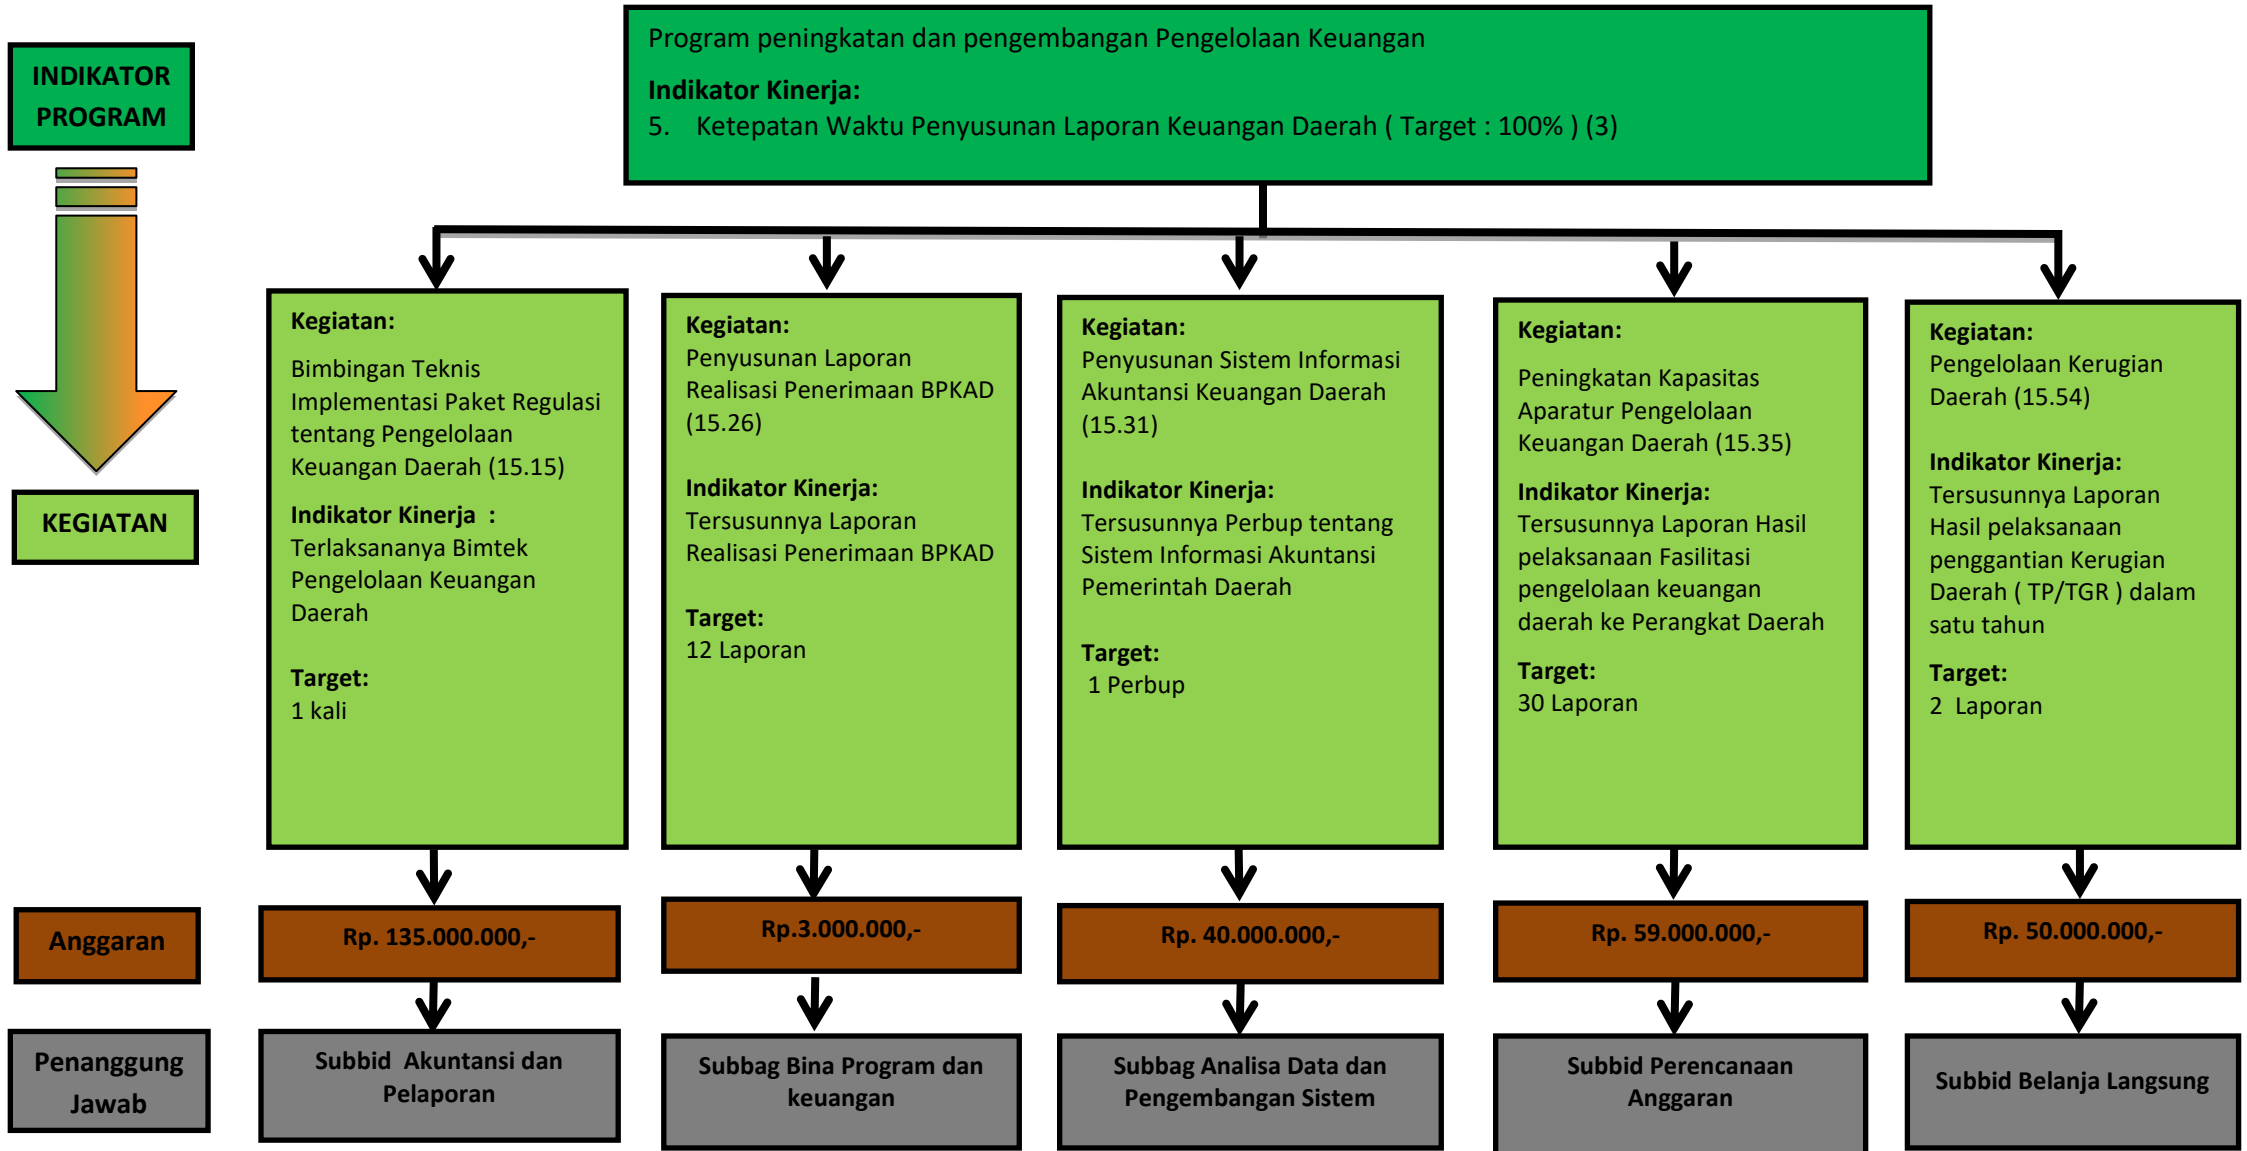 INDIKATOR
PROGRAM
Program peningkatan dan pengembangan Pengelolaan Keuangan
Indikator Kinerja:
5. Ketepatan Waktu Penyusunan Laporan Keuangan Daerah ( Target : 100% ) (3)
KEGIATAN
Kegiatan:
Bimbingan Teknis
Implementasi Paket Regulasi
tentang Pengelolaan
Keuangan Daerah (15.15)
Indikator Kinerja :
Terlaksananya Bimtek
Pengelolaan Keuangan
Daerah
Target:
1 kali
Kegiatan:
Penyusunan Laporan
Realisasi Penerimaan BPKAD
(15.26)
Indikator Kinerja:
Tersusunnya Laporan
Realisasi Penerimaan BPKAD
Target:
12 Laporan
Kegiatan:
Penyusunan Sistem Informasi
Akuntansi Keuangan Daerah
(15.31)
Indikator Kinerja:
Tersusunnya Perbup tentang
Sistem Informasi Akuntansi
Pemerintah Daerah
Target:
1 Perbup
Kegiatan:
Peningkatan Kapasitas
Aparatur Pengelolaan
Keuangan Daerah (15.35)
Indikator Kinerja:
Tersusunnya Laporan Hasil
pelaksanaan Fasilitasi
pengelolaan keuangan
daerah ke Perangkat Daerah
Target:
30 Laporan
Kegiatan:
Pengelolaan Kerugian
Daerah (15.54)
Indikator Kinerja:
Tersusunnya Laporan
Hasil pelaksanaan
penggantian Kerugian
Daerah ( TP/TGR ) dalam
satu tahun
Target:
2 Laporan
Anggaran
Rp. 135.000.000,-
Rp.3.000.000,-
Rp. 40.000.000,-
Rp. 59.000.000,-
Rp. 50.000.000,-
Penanggung
Jawab
Subbid Akuntansi dan
Pelaporan
Subbag Bina Program dan
keuangan
Subbag Analisa Data dan
Pengembangan Sistem
Subbid Perencanaan
Anggaran
Subbid Belanja Langsung